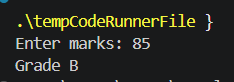 .\tempCodeRunnerFile }
Enter marks: 85
Grade B